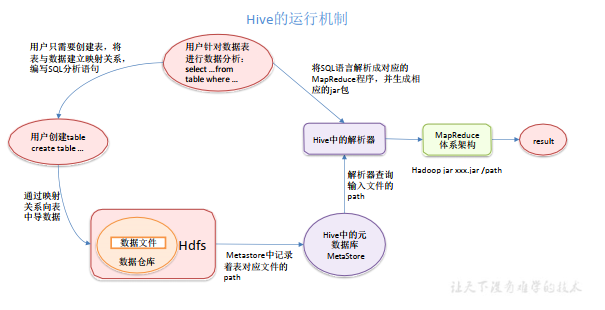 Hive的运行机制
用户只需要创建表，将
表与数据建立映射关系，
编写SQL分析语句
用户针对数据表
进行数据分析：
select ...from
table where ...
将SQL语言解析成对应的
MapReduce程序，并生成相
应的jar包
用户创建table
create table ...
Hive中的解析器
MapReduce
体系架构
result
Hadoop jar xxx.jar /path
通过映射
关系向表
中导数据
解析器查询
输入文件的
path
数据文件
Hdfs
数据仓库
Metastore中记录
着表对应文件的
path
Hive中的元
数据库
MetaStore
让天下没有难学的技术